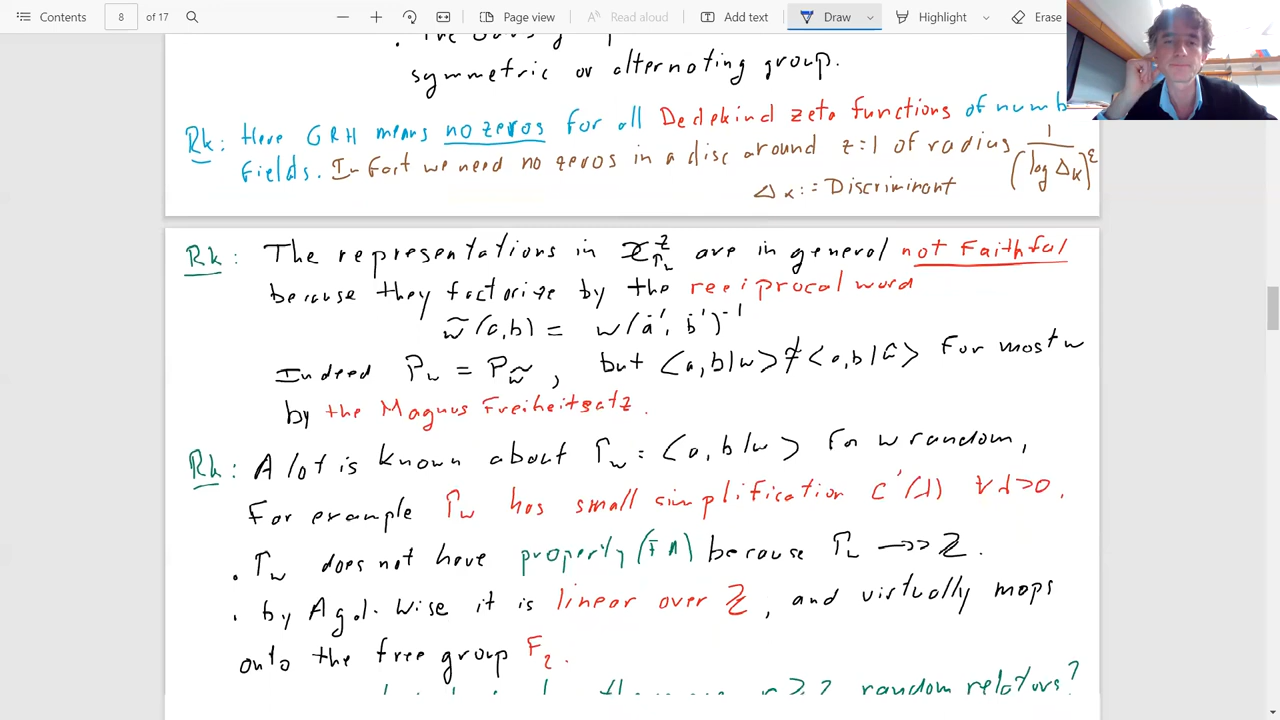 Contents 8 of 17 Page view Read aloud Add text Draw Highlight Erase
symmetric or alternating group.
Rk: Here GRH means no zeros for all Dedekind zeta functions of numb
fields. In fact we need no zeros in a disc around z=1 of radius 1/(log Δ_K)^ε
Δ_K := Discriminant
Rk: The representations in X^z_Γw are in general not faithful
because they factorise by the reciprocal word
w̃(a,b) = w(a^-1, b^-1)^-1
Indeed P_w = P_w̃, but <a,b|w> ≄ <a,b|w̃> for most w
by the Magnus Freiheitsatz.
Rk: A lot is known about Γ_w = <a, b|w> for w random,
For example Γ_w has small simplification C'(λ) ∀λ>0.
. Γ_w does not have property (FA) because Γ_w ->> Z.
. by Agol. Wise it is linear over Z, and virtually maps
onto the free group F_2.
random relators?